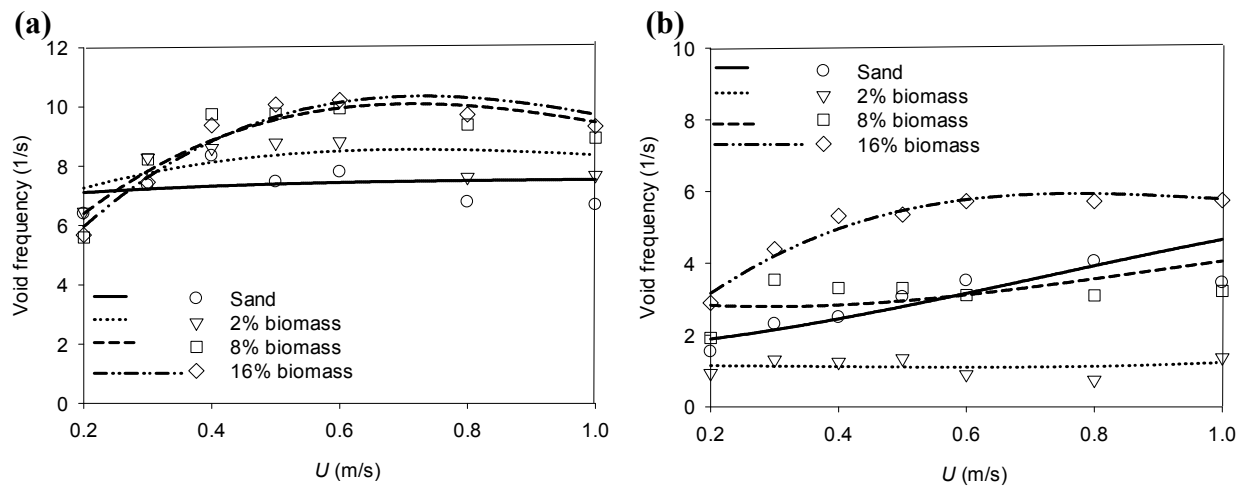 (a)
12
10
8
6
4
2
0
Void frequency (1/s)
Sand
2% biomass
8% biomass
16% biomass
0.2 0.4 0.6 0.8 1.0
U (m/s)
(b)
10
8
6
4
2
0
Void frequency (1/s)
Sand
2% biomass
8% biomass
16% biomass
0.2 0.4 0.6 0.8 1.0
U (m/s)